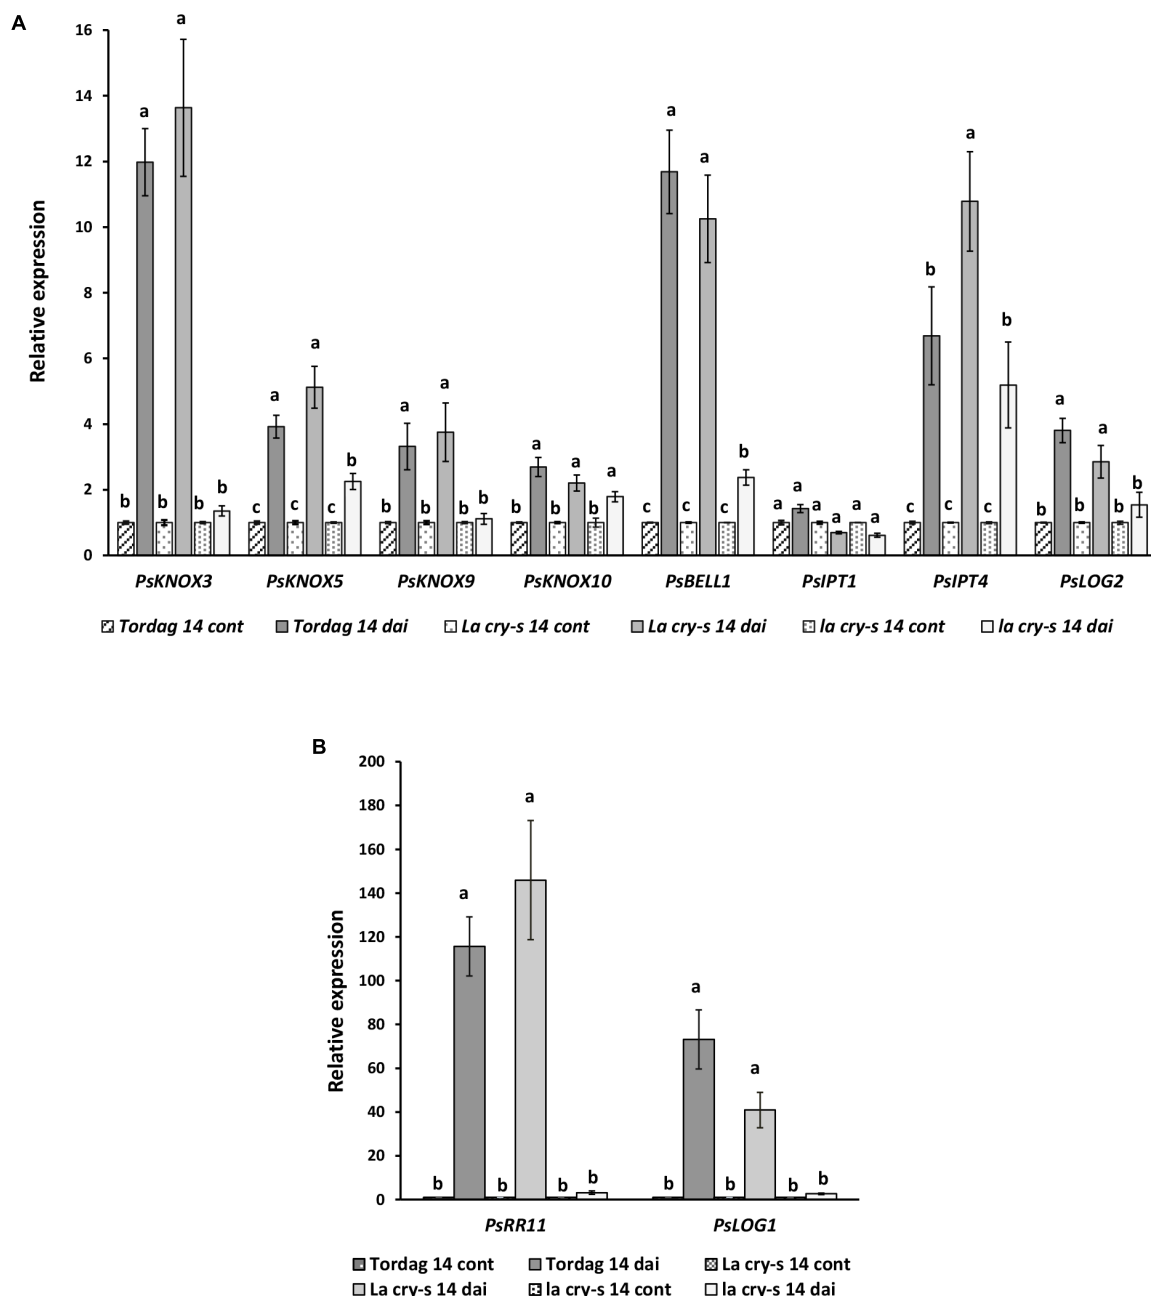 A
16
14
12
10
8
6
4
2
0
Relative expression
b a b a b b
c a c a c b
b a b a b b
b a b a b a
c a c a c b
a a a a a a
c b c a c b
b a b a b b
PsKNOX3 PsKNOX5 PsKNOX9 PsKNOX10 PsBELL1 PsIPT1 PsIPT4 PsLOG2
Tordag 14 cont Tordag 14 dai La cry-s 14 cont La cry-s 14 dai la cry-s 14 cont la cry-s 14 dai
B
200
180
160
140
120
100
80
60
40
20
0
Relative expression
b a b a b b
b a b a b b
PsRR11 PsLOG1
Tordag 14 cont Tordag 14 dai La cry-s 14 cont
La cry-s 14 dai la cry-s 14 cont la cry-s 14 dai